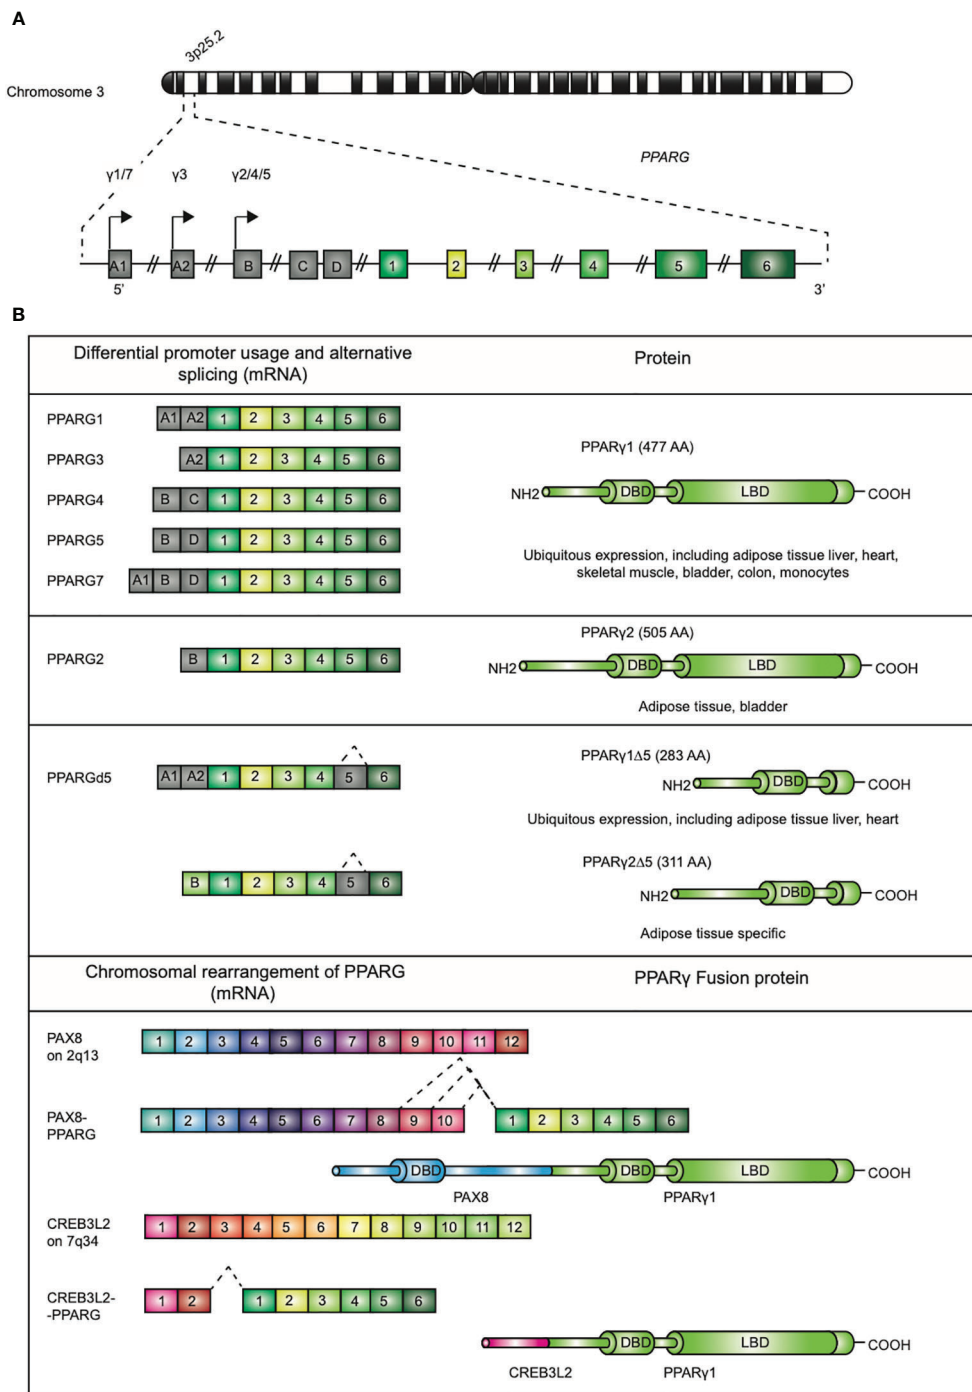 A
3p25.2
Chromosome 3
PPARG
γ1/7 γ3 γ2/4/5
A1 A2 B C D 1 2 3 4 5 6
5' 3'
B
Differential promoter usage and alternative
splicing (mRNA)
Protein
PPARG1 A1 A2 1 2 3 4 5 6
PPARG3 A2 1 2 3 4 5 6
PPARG4 B C 1 2 3 4 5 6
PPARG5 B D 1 2 3 4 5 6
PPARG7 A1 B D 1 2 3 4 5 6
PPARγ1 (477 AA)
NH2 DBD LBD COOH
Ubiquitous expression, including adipose tissue liver, heart,
skeletal muscle, bladder, colon, monocytes
PPARG2 B 1 2 3 4 5 6
PPARγ2 (505 AA)
NH2 DBD LBD COOH
Adipose tissue, bladder
PPARGd5 A1 A2 1 2 3 4 5 6
PPARγ1Δ5 (283 AA)
NH2 DBD COOH
Ubiquitous expression, including adipose tissue liver, heart
B 1 2 3 4 5 6
PPARγ2Δ5 (311 AA)
NH2 DBD COOH
Adipose tissue specific
Chromosomal rearrangement of PPARG
(mRNA)
PPARγ Fusion protein
PAX8
on 2q13
1 2 3 4 5 6 7 8 9 10 11 12
PAX8-
PPARG
1 2 3 4 5 6 7 8 9 10 1 2 3 4 5 6
DBD DBD LBD COOH
PAX8 PPARγ1
CREB3L2
on 7q34
1 2 3 4 5 6 7 8 9 10 11 12
CREB3L2-
-PPARG
1 2 1 2 3 4 5 6
DBD LBD COOH
CREB3L2 PPARγ1